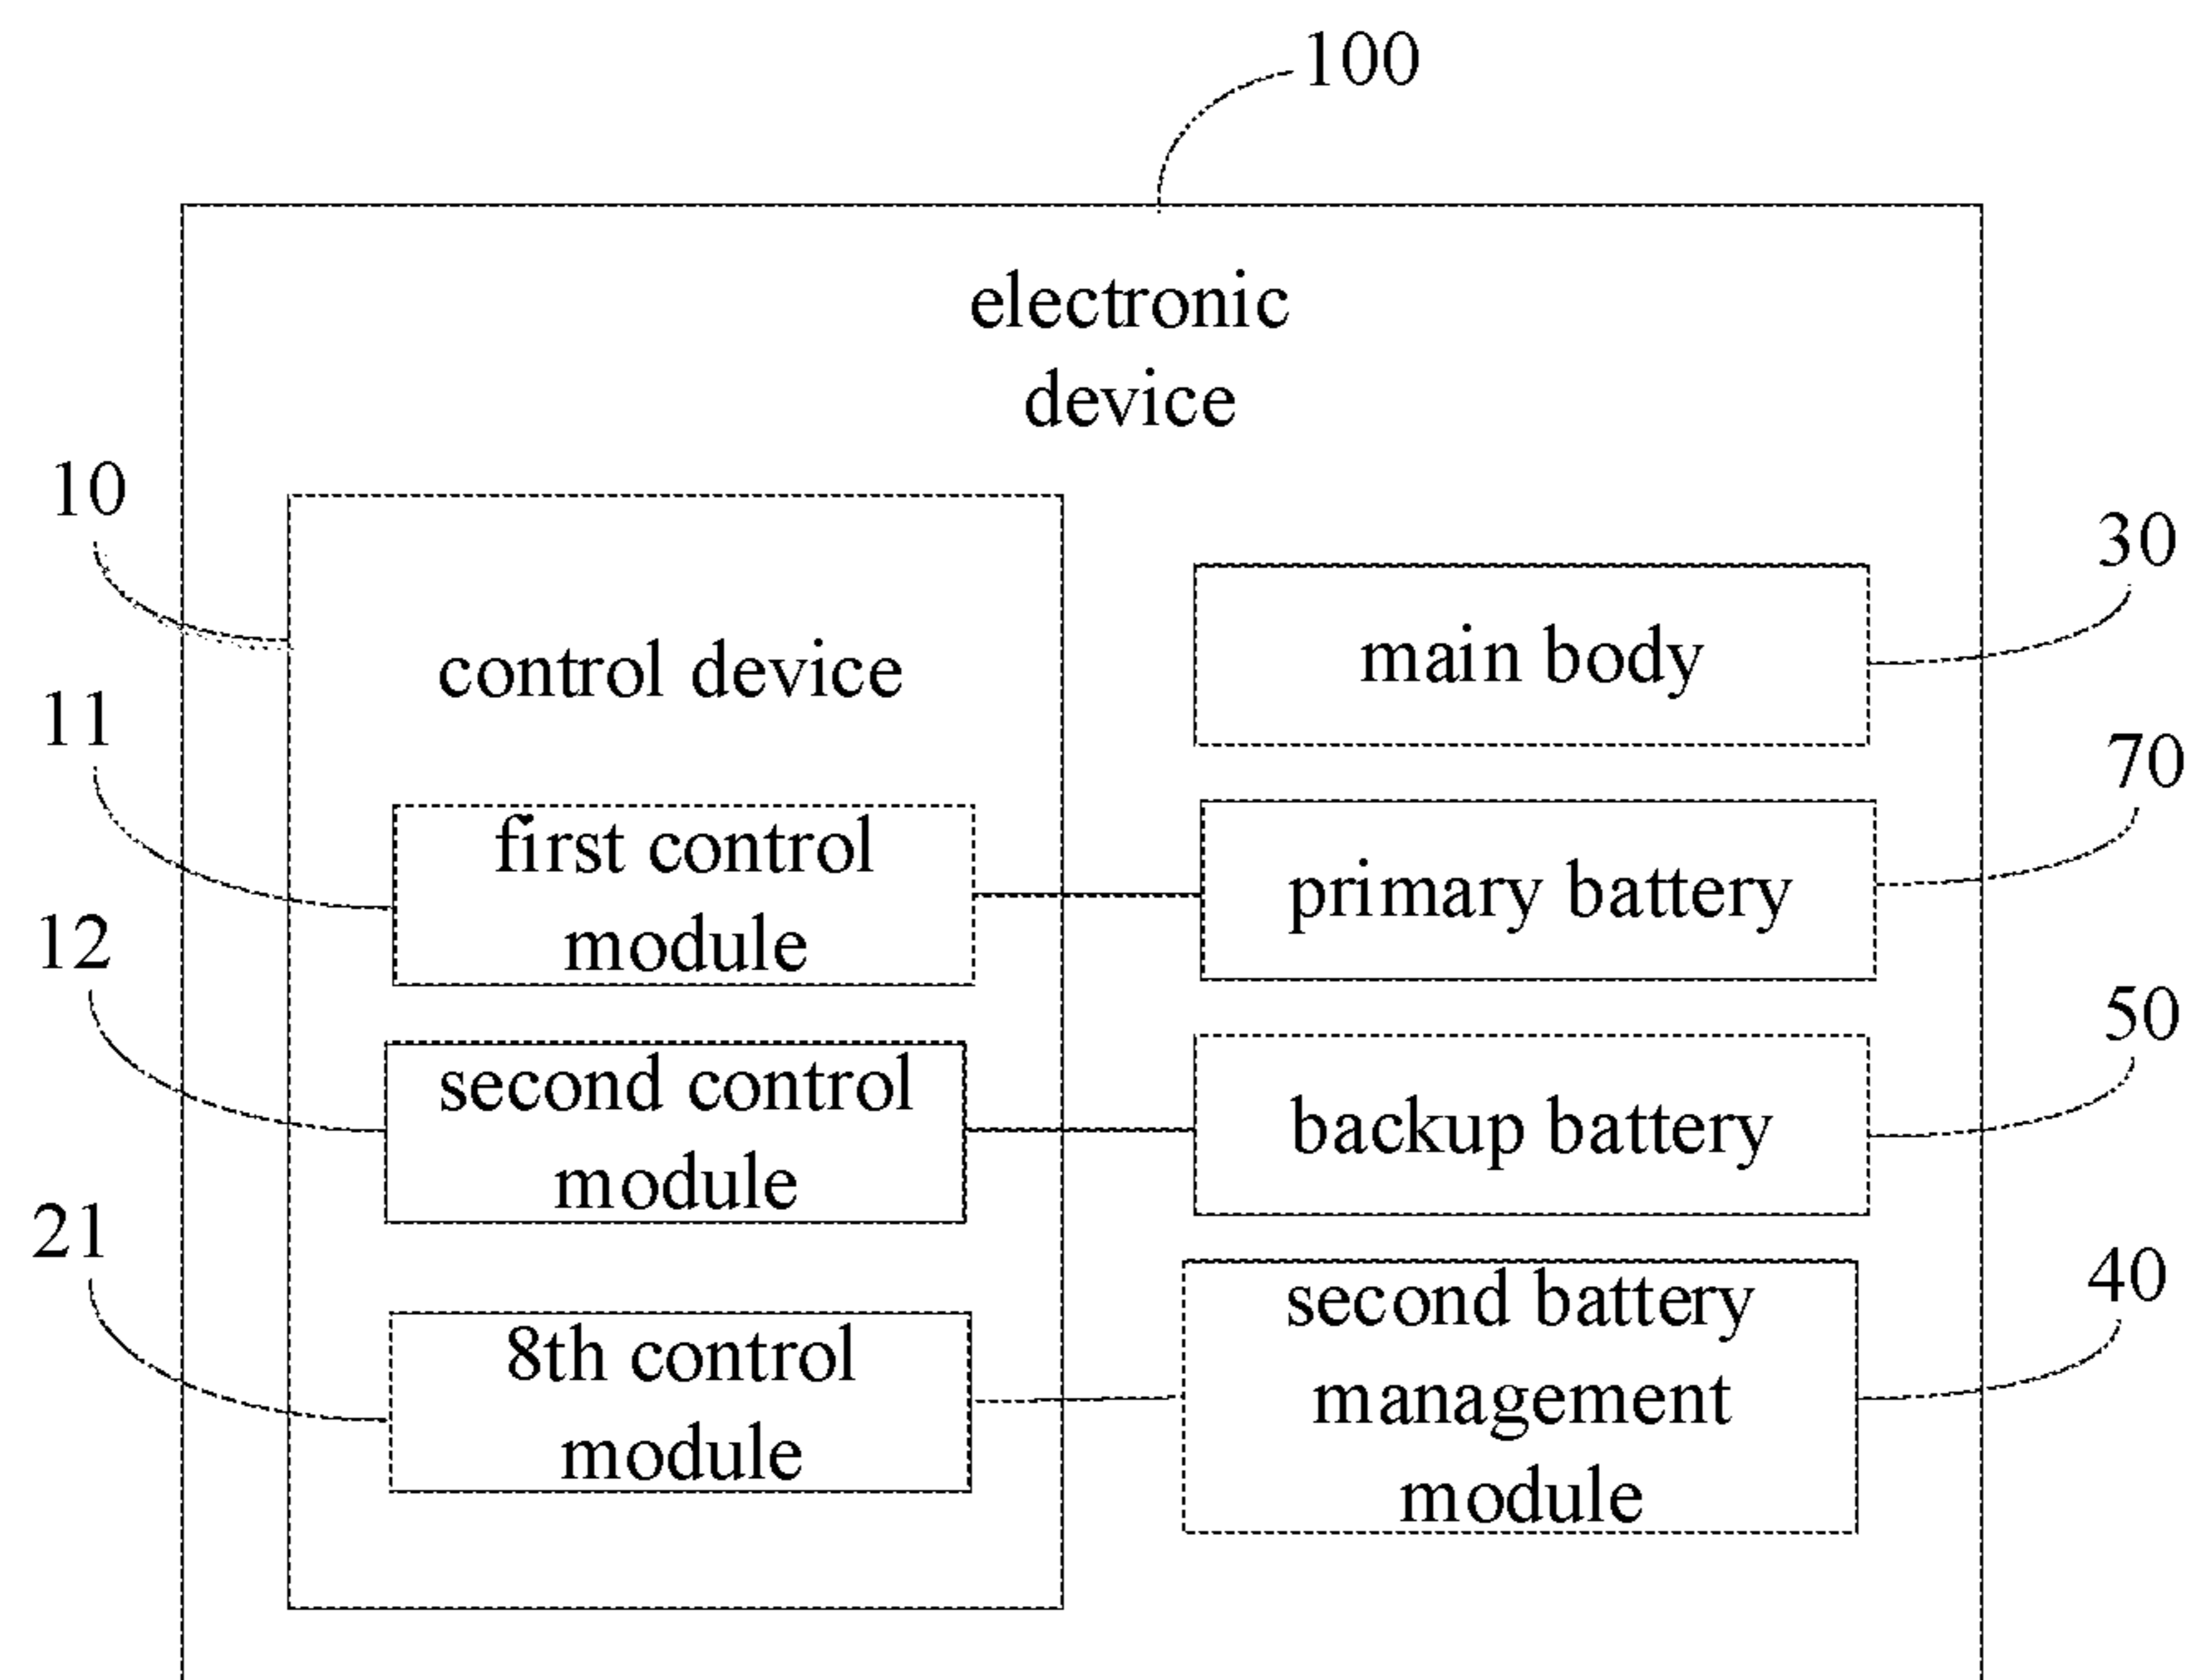 100
electronic
device
10
control device
30
main body
11
first control
module
70
primary battery
12
second control
module
50
backup battery
21
8th control
module
40
second battery
management
module